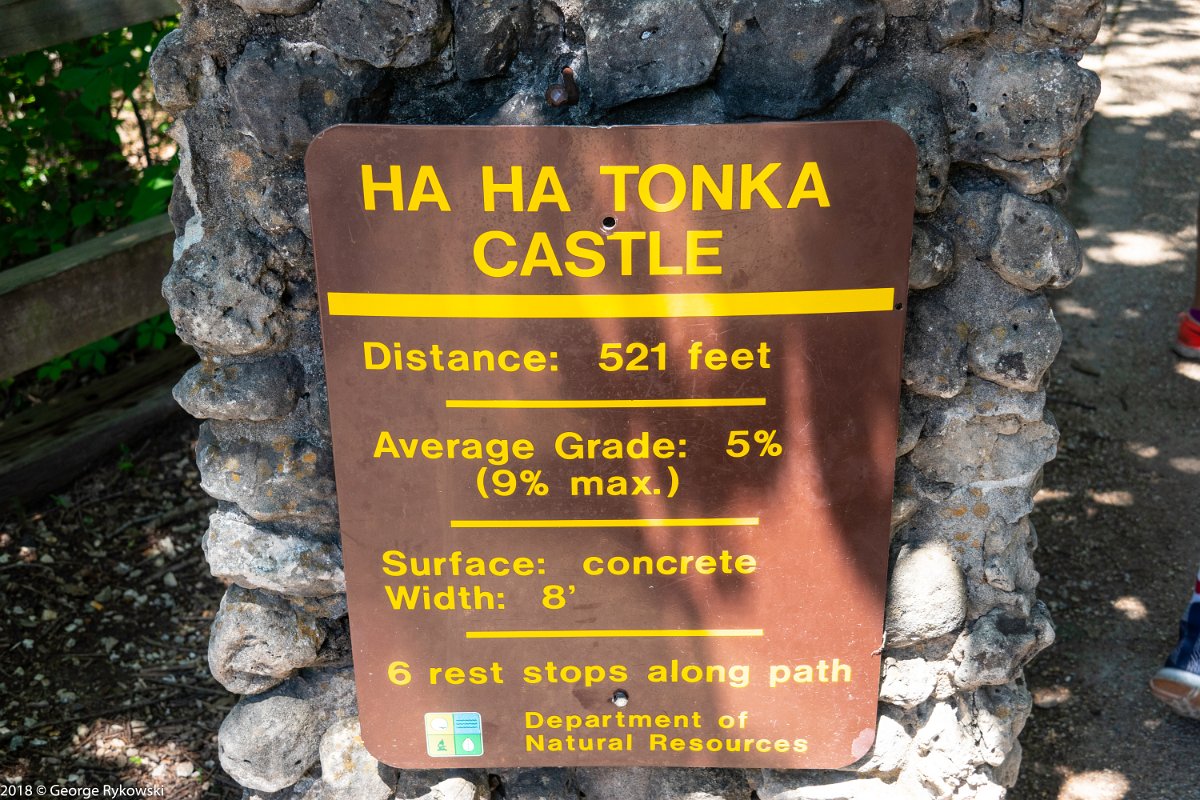 HA HA TONKA
CASTLE
Distance: 521 feet
Average Grade: 5%
(9% max.)
Surface: concrete
Width: 8'
6 rest stops along path
Department of
Natural Resources
2018 © George Rykowski